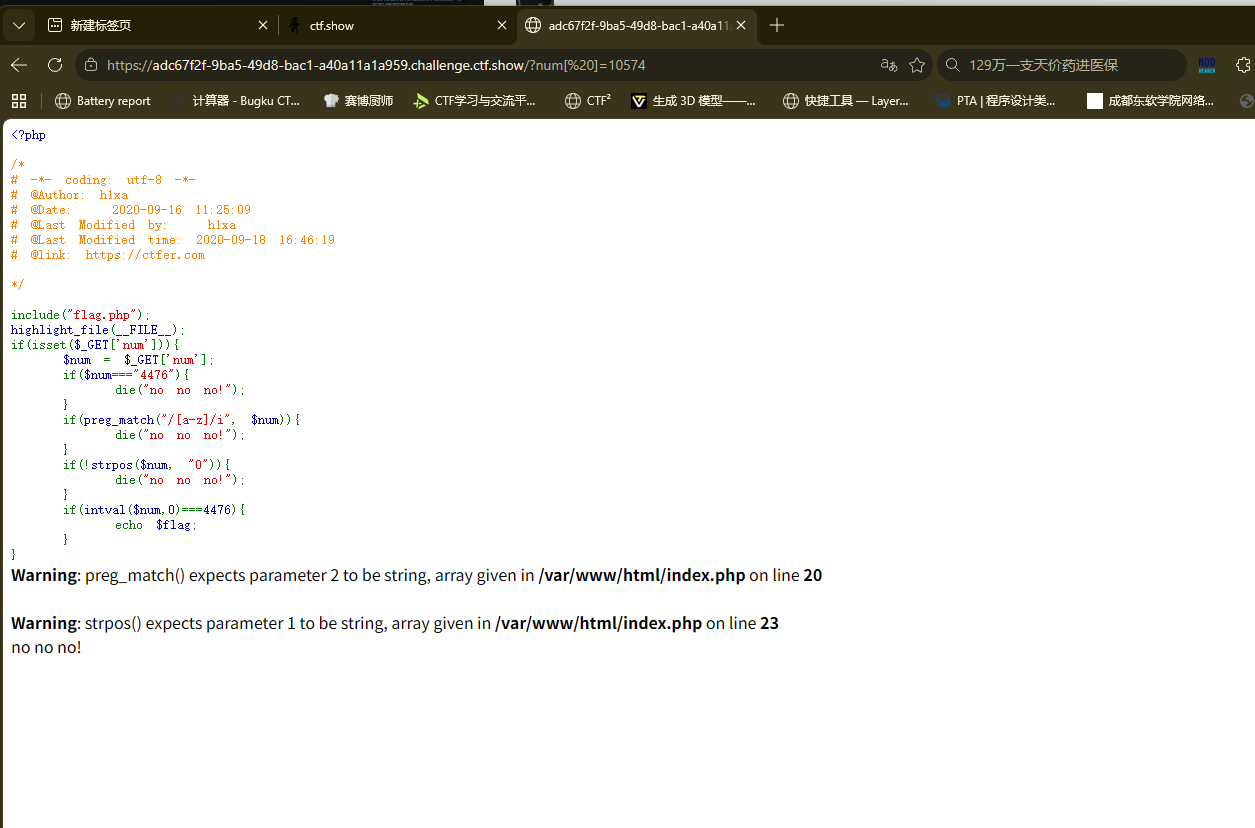 新建标签页
ctf.show
adc67f2f-9ba5-49d8-bac1-a40a11
https://adc67f2f-9ba5-49d8-bac1-a40a11a1a959.challenge.ctf.show/?num[%20]=10574
129万一支天价药进医保
Battery report
计算器 - Bugku CT...
赛博厨师
CTF学习与交流平...
CTF²
生成 3D 模型——...
快捷工具 — Layer...
PTA | 程序设计类...
成都东软学院网络...
<?php
/*
# -*- coding: utf-8 -*-
# @Author: h1xa
# @Date: 2020-09-16 11:25:09
# @Last Modified by: h1xa
# @Last Modified time: 2020-09-18 16:46:19
# @link: https://ctfer.com
*/
include("flag.php");
highlight_file(__FILE__);
if(isset($_GET['num'])){
$num = $_GET['num'];
if($num==="4476"){
die("no no no!");
}
if(preg_match("/[a-z]/i", $num)){
die("no no no!");
}
if(!strpos($num, "0")){
die("no no no!");
}
if(intval($num,0)===4476){
echo $flag;
}
}
Warning: preg_match() expects parameter 2 to be string, array given in /var/www/html/index.php on line 20
Warning: strpos() expects parameter 1 to be string, array given in /var/www/html/index.php on line 23
no no no!